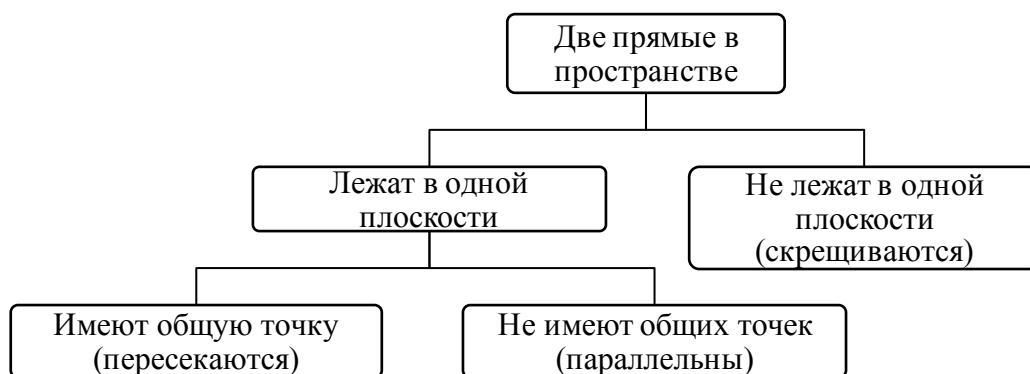 Две прямые в
пространстве
Лежат в одной
плоскости
Не лежат в одной
плоскости
(скрещиваются)
Имеют общую точку
(пересекаются)
Не имеют общих точек
(параллельны)